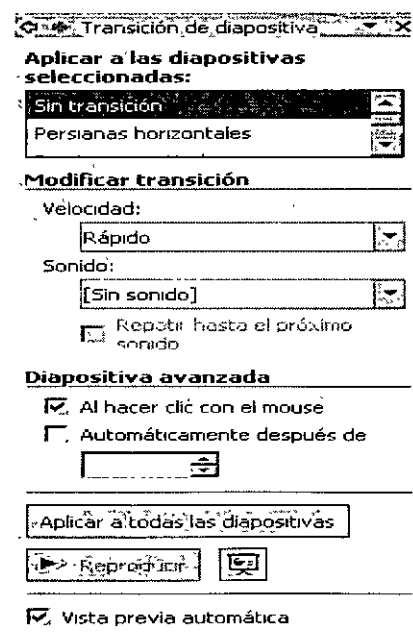 Transición de diapositiva
Aplicar a las diapositivas
seleccionadas:
Sin transición
Persianas horizontales
Modificar transición
Velocidad:
Rápido
Sonido:
[Sin sonido]
Repetir hasta el próximo
sonido
Diapositiva avanzada
Al hacer clic con el mouse
Automáticamente después de
Aplicar a todas las diapositivas
Reproducir
Vista previa automática